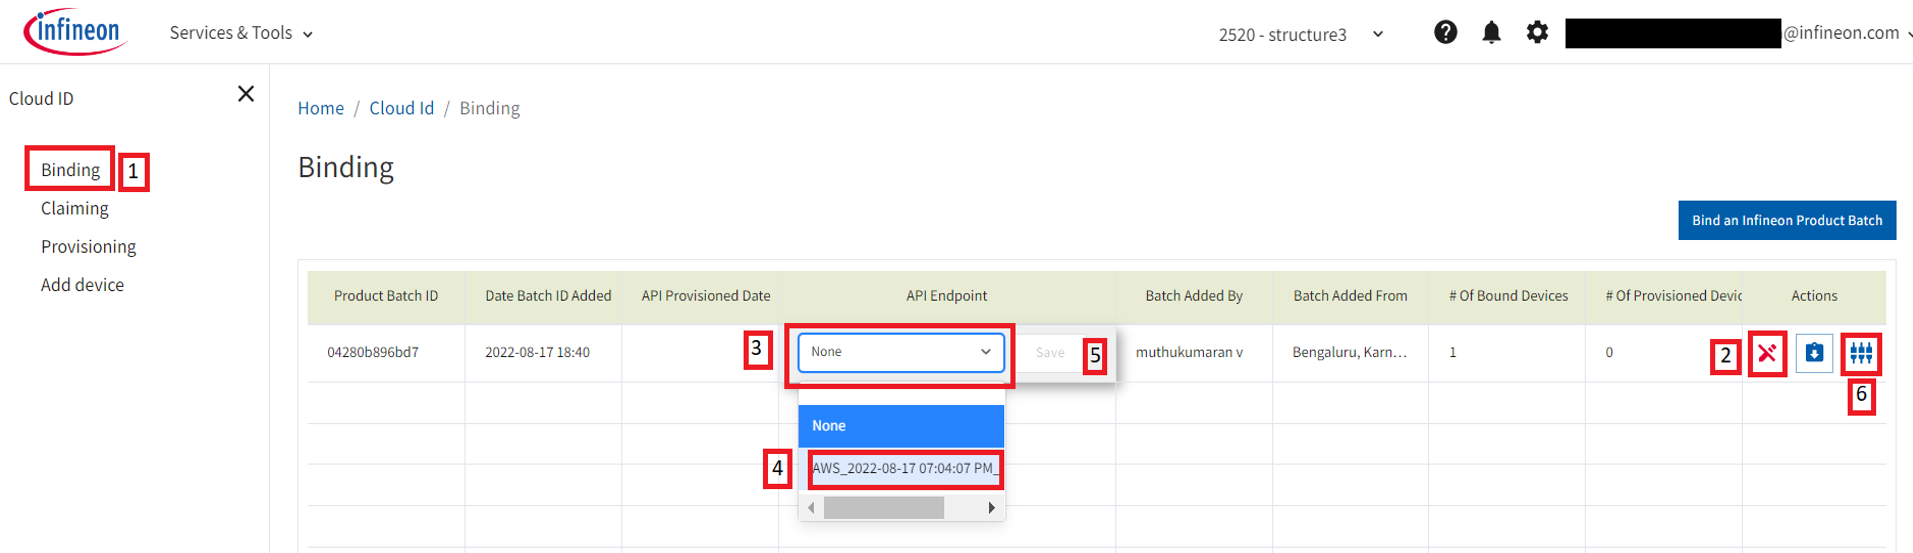 infineon
Services & Tools
2520 - structure3
@infineon.com
Cloud ID
Home / Cloud Id / Binding
Binding
1
Claiming
Provisioning
Add device
Binding
Bind an Infineon Product Batch
Product Batch ID Date Batch ID Added API Provisioned Date API Endpoint Batch Added By Batch Added From # Of Bound Devices # Of Provisioned Devic Actions
04280b896bd7 2022-08-17 18:40 3 None Save 5 muthukumaran v Bengaluru, Karn... 1 0 2
6
None
4 AWS_2022-08-17 07:04:07 PM_